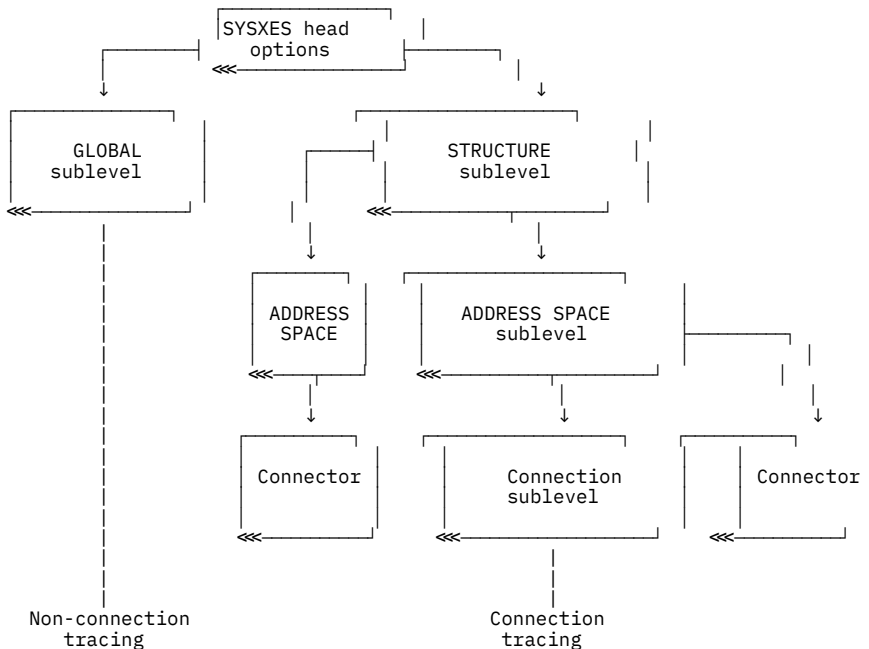 SYSXES head
options
GLOBAL
sublevel
STRUCTURE
sublevel
ADDRESS
SPACE
ADDRESS SPACE
sublevel
Connector
Connection
sublevel
Connector
Non-connection
tracing
Connection
tracing